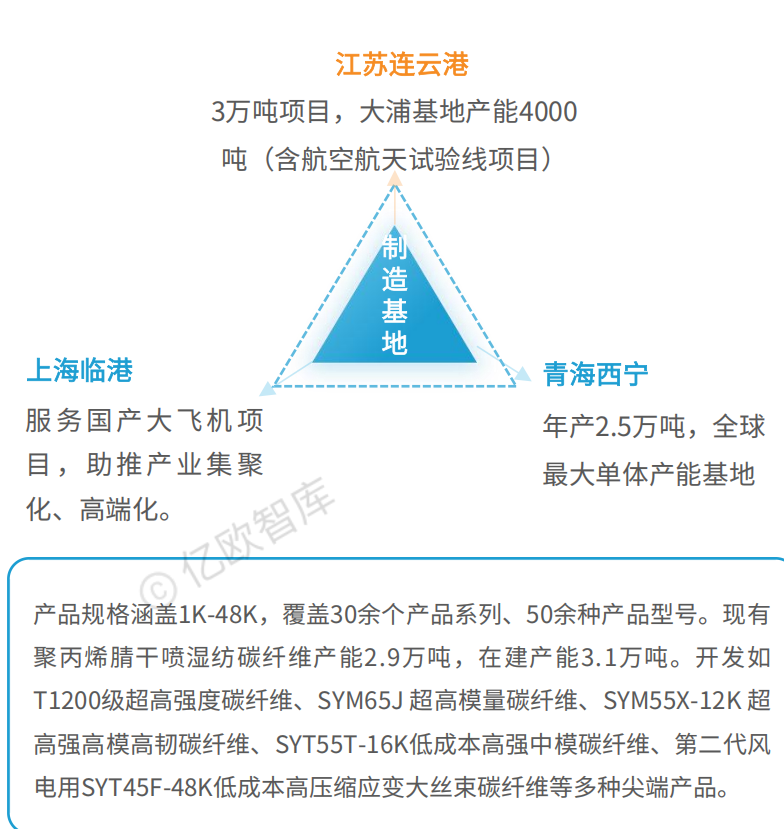 江苏连云港
3万吨项目，大浦基地产能4000
吨（含航空航天试验线项目）
制
造
基
地
上海临港
服务国产大飞机项
目，助推产业集聚
化、高端化。
青海西宁
年产2.5万吨，全球
最大单体产能基地
© 亿欧智库
产品规格涵盖1K-48K，覆盖30余个产品系列、50余种产品型号。现有
聚丙烯腈干喷湿纺碳纤维产能2.9万吨，在建产能3.1万吨。开发如
T1200级超高强度碳纤维、SYM65J 超高模量碳纤维、SYM55X-12K 超
高强高模高韧碳纤维、SYT55T-16K低成本高强中模碳纤维、第二代风
电用SYT45F-48K低成本高压缩应变大丝束碳纤维等多种尖端产品。